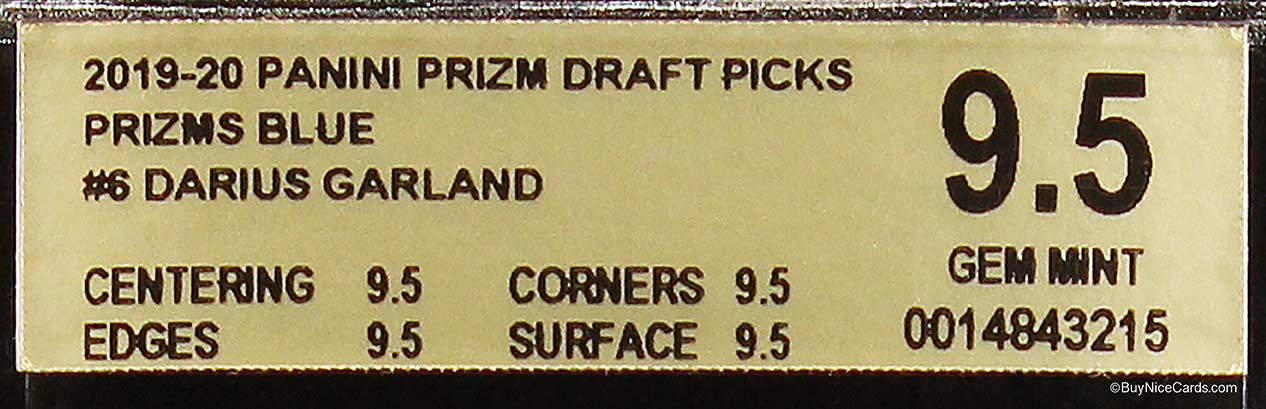 2019-20 PANINI PRIZM DRAFT PICKS
PRIZMS BLUE
#6 DARIUS GARLAND
9.5
GEM MINT
0014843215
CENTERING 9.5 CORNERS 9.5
EDGES 9.5 SURFACE 9.5
©BuyNiceCards.com